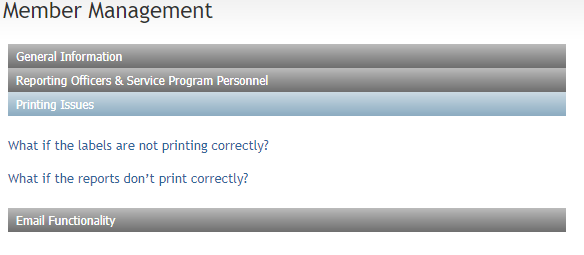 Member Management
General Information
Reporting Officers & Service Program Personnel
Printing Issues
What if the labels are not printing correctly?
What if the reports don’t print correctly?
Email Functionality